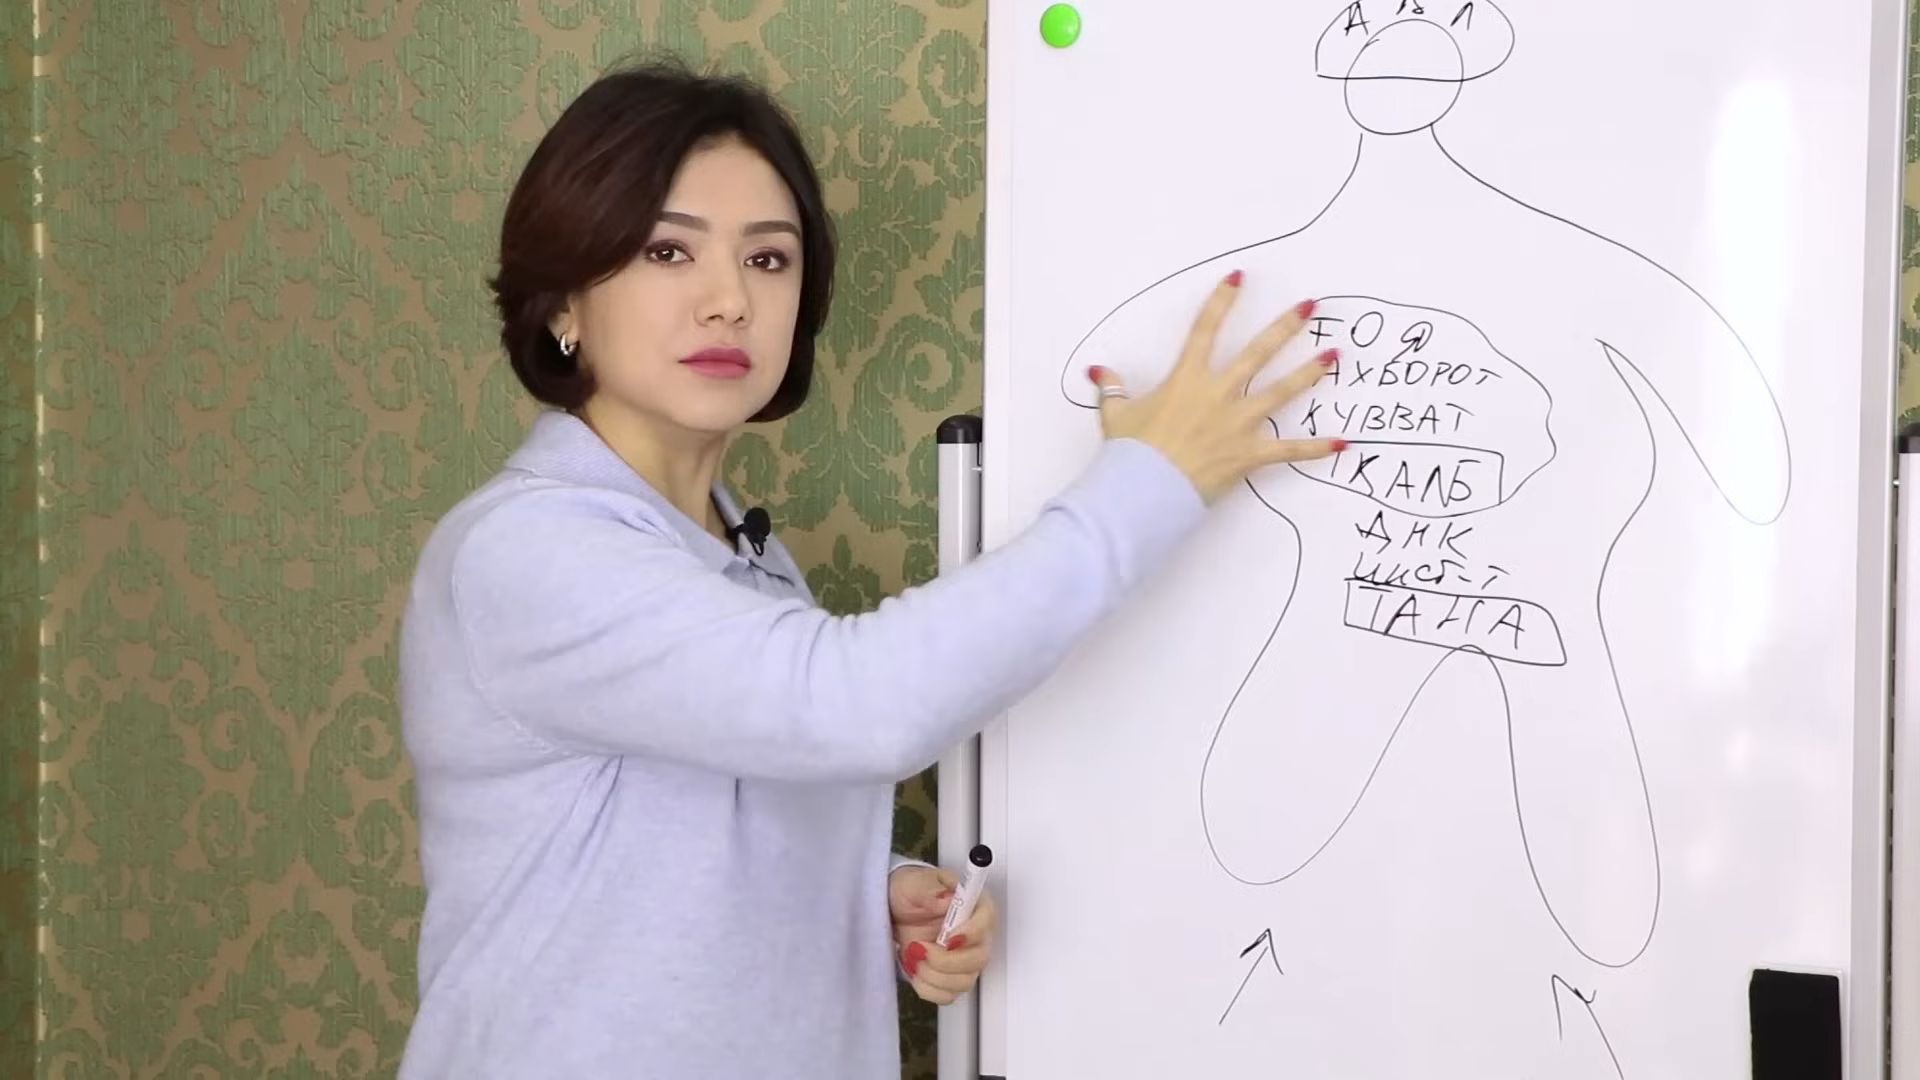 А В Л
ҒОЯ
АХБОРОТ
ҚУВВАТ
ҚАЛБ
ДНК
ТАНА